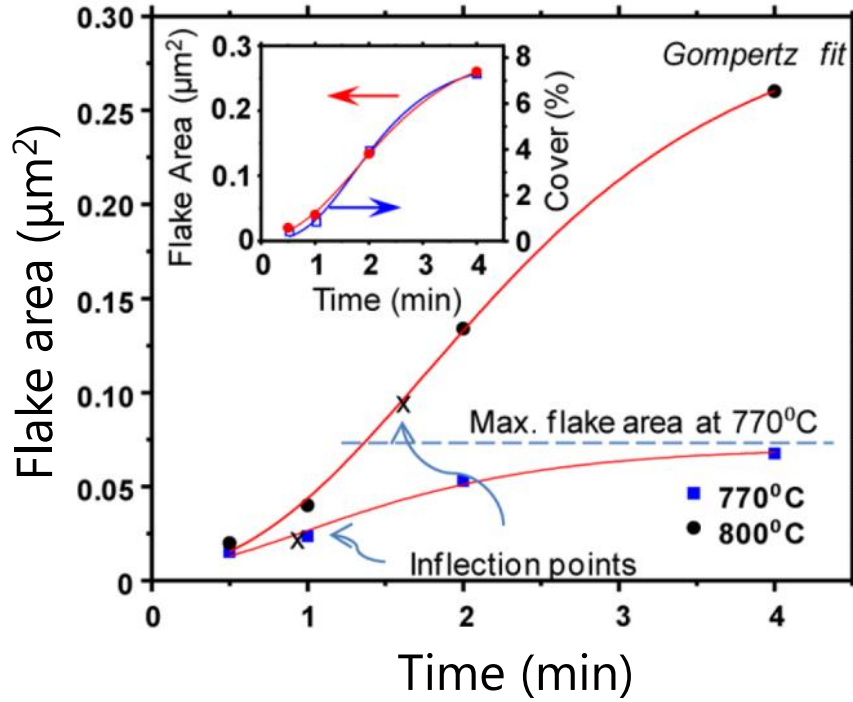 Gompertz fit
Flake area (μm²)
0.30
0.25
0.20
0.15
0.10
0.05
0
0 1 2 3 4
Time (min)
Flake Area (μm²)
0.3
0.2
0.1
0
0 1 2 3 4
Time (min)
8
6
4
2
0
Cover (%)
X
X
Max. flake area at 770⁰C
770⁰C
800⁰C
Inflection points